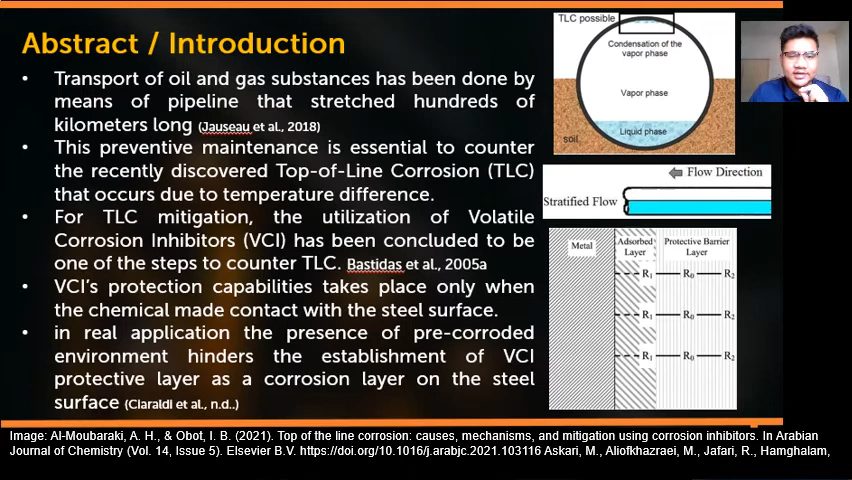 Abstract / Introduction
• Transport of oil and gas substances has been done by
means of pipeline that stretched hundreds of
kilometers long (Jauseau et al., 2018)
• This preventive maintenance is essential to counter
the recently discovered Top-of-Line Corrosion (TLC)
that occurs due to temperature difference.
• For TLC mitigation, the utilization of Volatile
Corrosion Inhibitors (VCI) has been concluded to be
one of the steps to counter TLC. Bastidas et al., 2005a
• VCI's protection capabilities takes place only when
the chemical made contact with the steel surface.
• in real application the presence of pre-corroded
environment hinders the establishment of VCI
protective layer as a corrosion layer on the steel
surface (Ciaraldi et al., n.d..)
TLC possible
Condensation of the
vapor phase
Vapor phase
Liquid phase
soil
Flow Direction
Stratified Flow
Metal
Adsorbed
Layer
Protective Barrier
Layer
R₁ R₀ R₂
R₁ R₀ R₂
R₁ R₀ R₂
Image: Al-Moubaraki, A. H., & Obot, I. B. (2021). Top of the line corrosion: causes, mechanisms, and mitigation using corrosion inhibitors. In Arabian
Journal of Chemistry (Vol. 14, Issue 5). Elsevier B.V. https://doi.org/10.1016/j.arabjc.2021.103116 Askari, M., Aliofkhazraei, M., Jafari, R., Hamghalam,